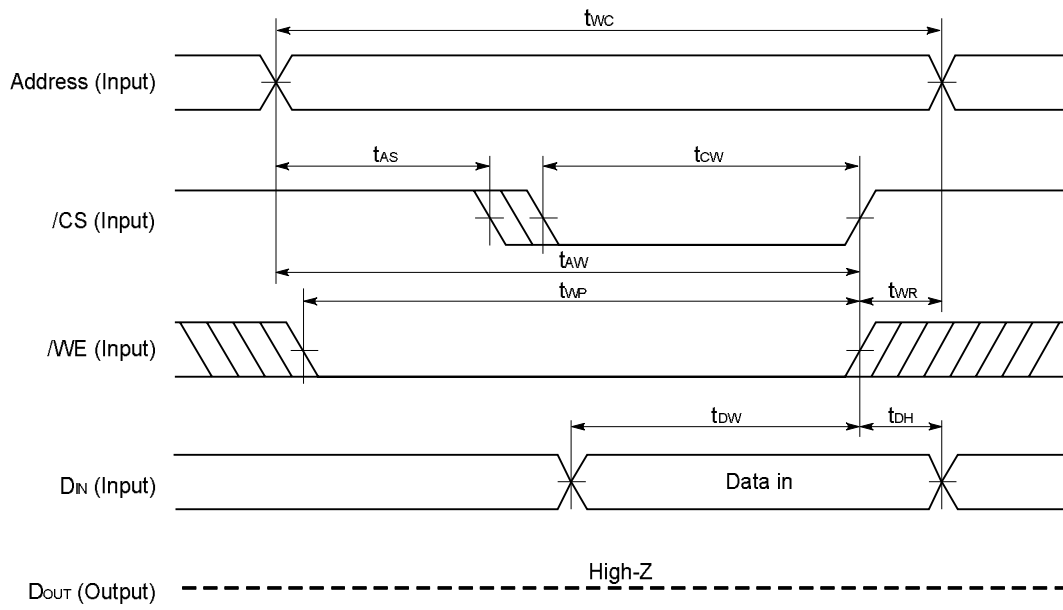 tWC
Address (Input)
tAS
tCW
/CS (Input)
tAW
tWP
tWR
/WE (Input)
tDW
tDH
DIN (Input)
Data in
High-Z
DOUT (Output)